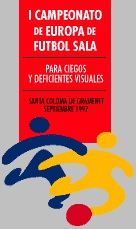 I CAMPEONATO
DE EUROPA DE
FUTBOL SALA
PARA CIEGOS
Y DEFICIENTES VISUALES
SANTA COLOMA DE GRAMENET
SEPTIEMBRE 1997